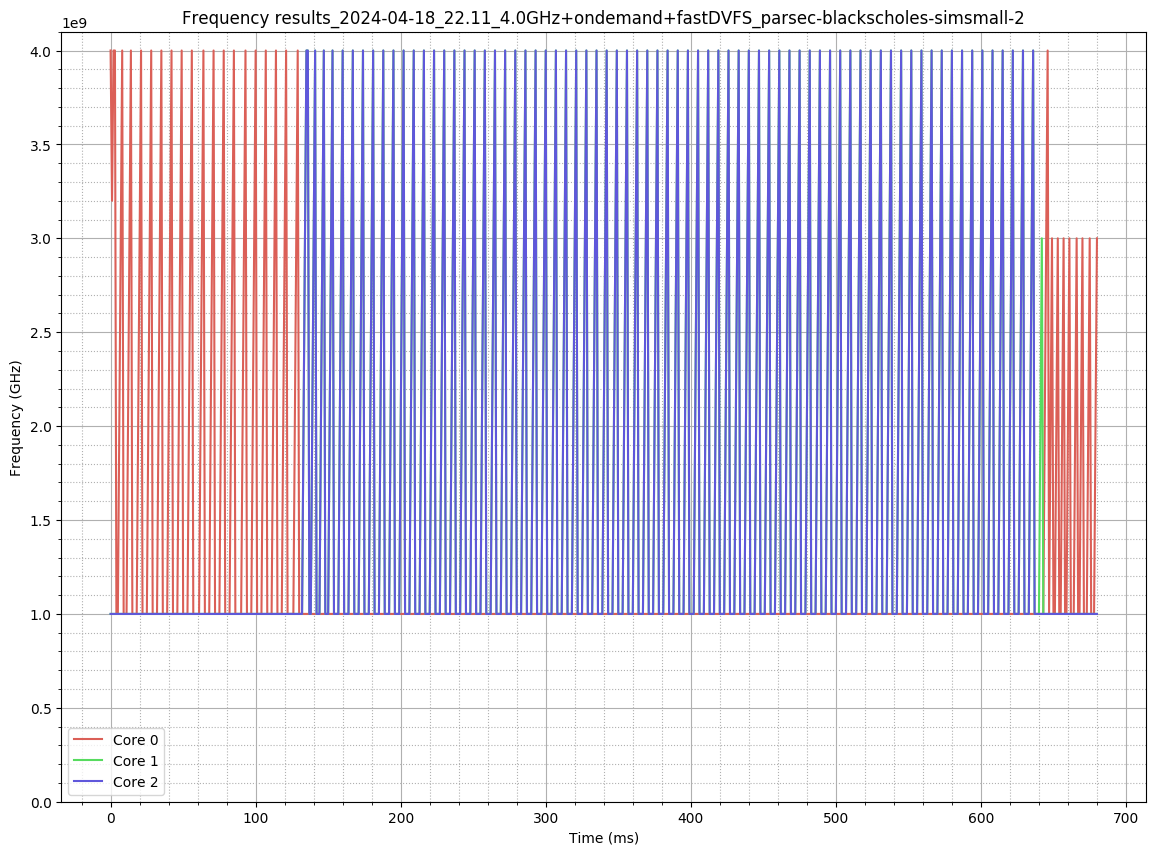 Frequency results_2024-04-18_22.11_4.0GHz+ondemand+fastDVFS_parsec-blackscholes-simsmall-2
1e9
4.0
3.5
3.0
2.5
2.0
1.5
1.0
0.5
0.0
Frequency (GHz)
Core 0
Core 1
Core 2
0 100 200 300 400 500 600 700
Time (ms)